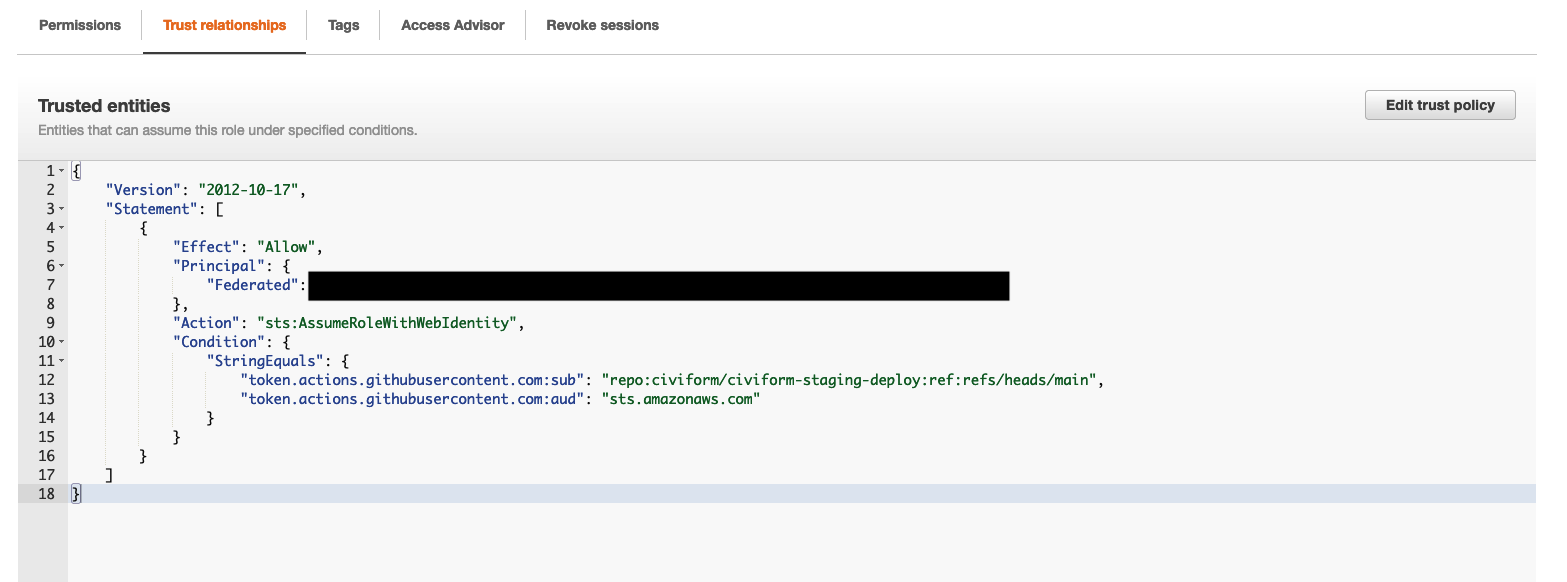 Permissions Trust relationships Tags Access Advisor Revoke sessions
Trusted entities
Edit trust policy
Entities that can assume this role under specified conditions.
1 {
2 "Version": "2012-10-17",
3 "Statement": [
4 {
5 "Effect": "Allow",
6 "Principal": {
7 "Federated":
8 },
9 "Action": "sts:AssumeRoleWithWebIdentity",
10 "Condition": {
11 "StringEquals": {
12 "token.actions.githubusercontent.com:sub": "repo:civiform/civiform-staging-deploy:ref:refs/heads/main",
13 "token.actions.githubusercontent.com:aud": "sts.amazonaws.com"
14 }
15 }
16 }
17 ]
18 }